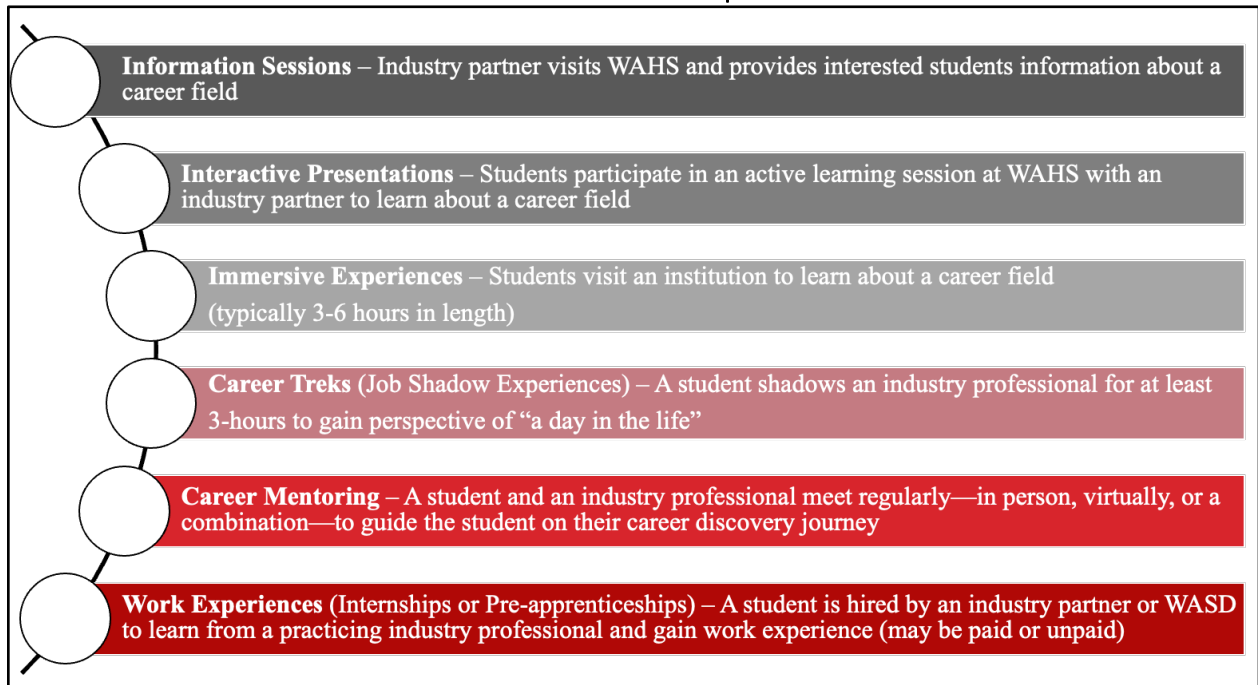 Information Sessions – Industry partner visits WAHS and provides interested students information about a
career field
Interactive Presentations – Students participate in an active learning session at WAHS with an
industry partner to learn about a career field
Immersive Experiences – Students visit an institution to learn about a career field
(typically 3-6 hours in length)
Career Treks (Job Shadow Experiences) – A student shadows an industry professional for at least
3-hours to gain perspective of “a day in the life”
Career Mentoring – A student and an industry professional meet regularly—in person, virtually, or a
combination—to guide the student on their career discovery journey
Work Experiences (Internships or Pre-apprenticeships) – A student is hired by an industry partner or WASD
to learn from a practicing industry professional and gain work experience (may be paid or unpaid)